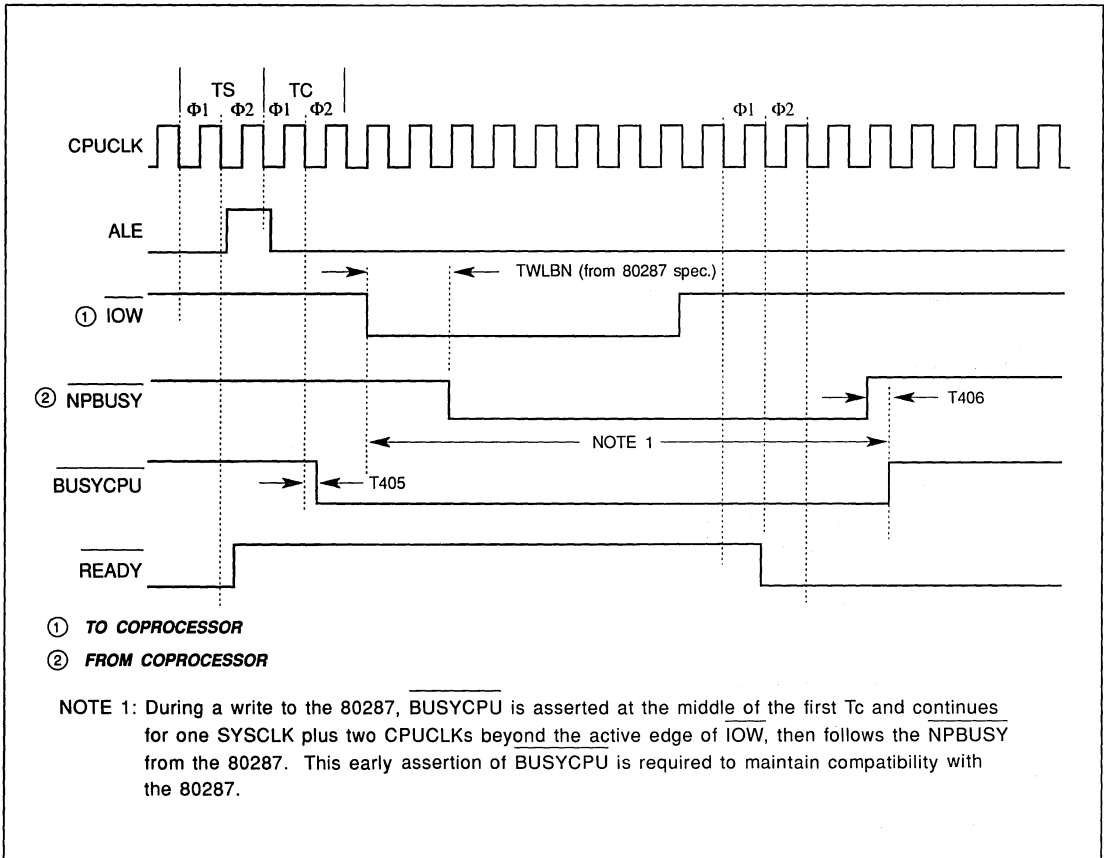 TS TC
Φ1 Φ2 Φ1 Φ2 Φ1 Φ2
CPUCLK
ALE
TWLBN (from 80287 spec.)
① IOW
② NPBUSY
T406
NOTE 1
BUSYCPU
T405
READY
① TO COPROCESSOR
② FROM COPROCESSOR
NOTE 1: During a write to the 80287, BUSYCPU is asserted at the middle of the first Tc and continues
for one SYSCLK plus two CPUCLKs beyond the active edge of IOW, then follows the NPBUSY
from the 80287. This early assertion of BUSYCPU is required to maintain compatibility with
the 80287.